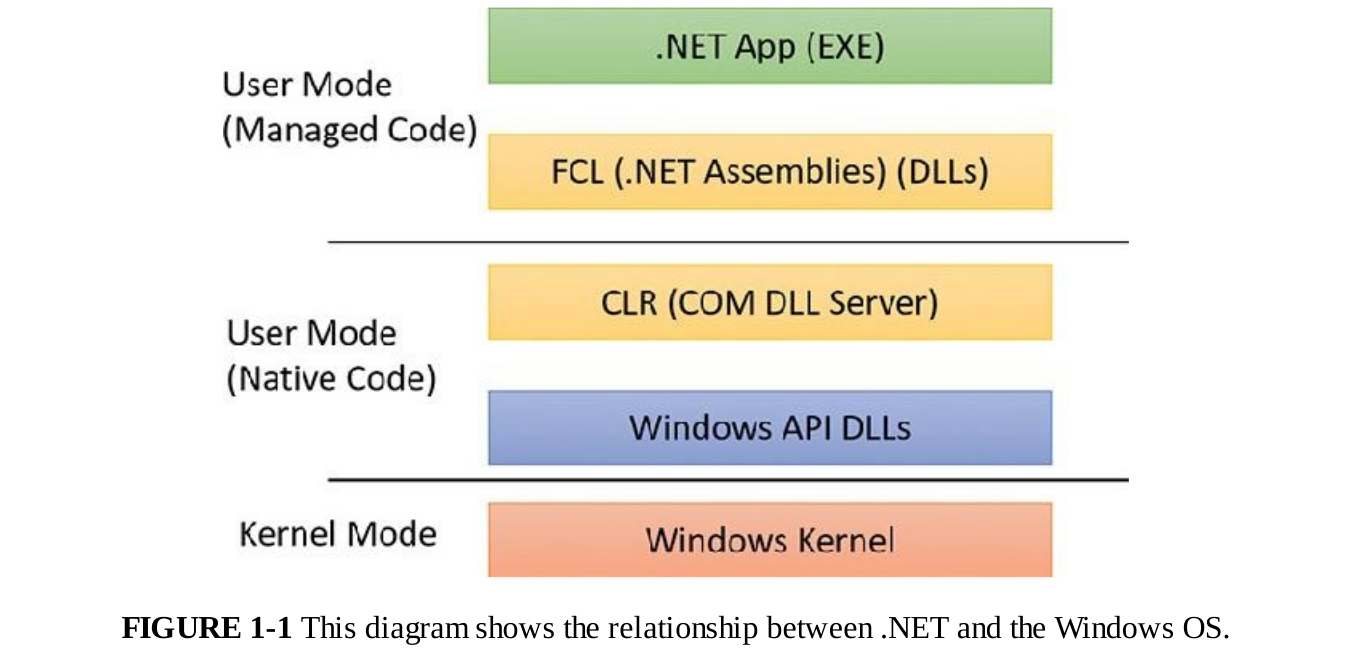 .NET App (EXE)
User Mode
(Managed Code)
FCL (.NET Assemblies) (DLLs)
CLR (COM DLL Server)
User Mode
(Native Code)
Windows API DLLs
Kernel Mode
Windows Kernel
FIGURE 1-1 This diagram shows the relationship between .NET and the Windows OS.